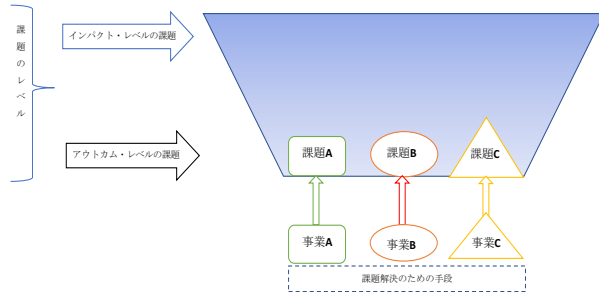 課題のレベル
インパクト・レベルの課題
アウトカム・レベルの課題
課題A
課題B
課題C
事業A
事業B
事業C
課題解決のための手段